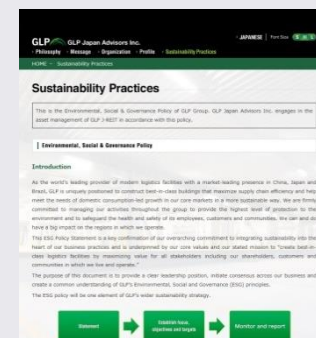 GLP GLP Japan Advisors Inc.
JAPANESE | Font Size
Philosophy Message Organization Profile Sustainability Practices
HOME > Sustainability Practices
Sustainability Practices
This is the Environmental, Social & Governance Policy of GLP Group. GLP Japan Advisors Inc. engages in the
asset management of GLP J-REIT in accordance with this policy.
Environmental, Social & Governance Policy
Introduction
As the world's leading provider of modern logistics facilities with a market-leading presence in China, Japan and
Brazil, GLP is uniquely positioned to construct best-in-class buildings that maximize supply chain efficiency and help
meet the needs of domestic consumption-led growth in our core markets in a more sustainable way. We are firmly
committed to managing our activities throughout the group to provide the highest level of protection to the
environment and to safeguard the health and safety of its employees, customers and communities. We can and do
have a big impact on the regions in which we operate.
This ESG Policy Statement is a key confirmation of our overarching commitment to integrating sustainability into the
heart of our business practices and is underpinned by our core values and our stated mission to "create best-in-
class logistics facilities by maximizing value for all stakeholders including our shareholders, customers and
communities in which we live and operate."
The purpose of this document is to provide a clear leadership position, initiate consensus across our business and
create a common understanding of GLP's Environmental, Social and Governance (ESG) principles.
The ESG policy will be one element of GLP's wider sustainability strategy.
Statement
Establish focus,
objectives and targets
Monitor and report